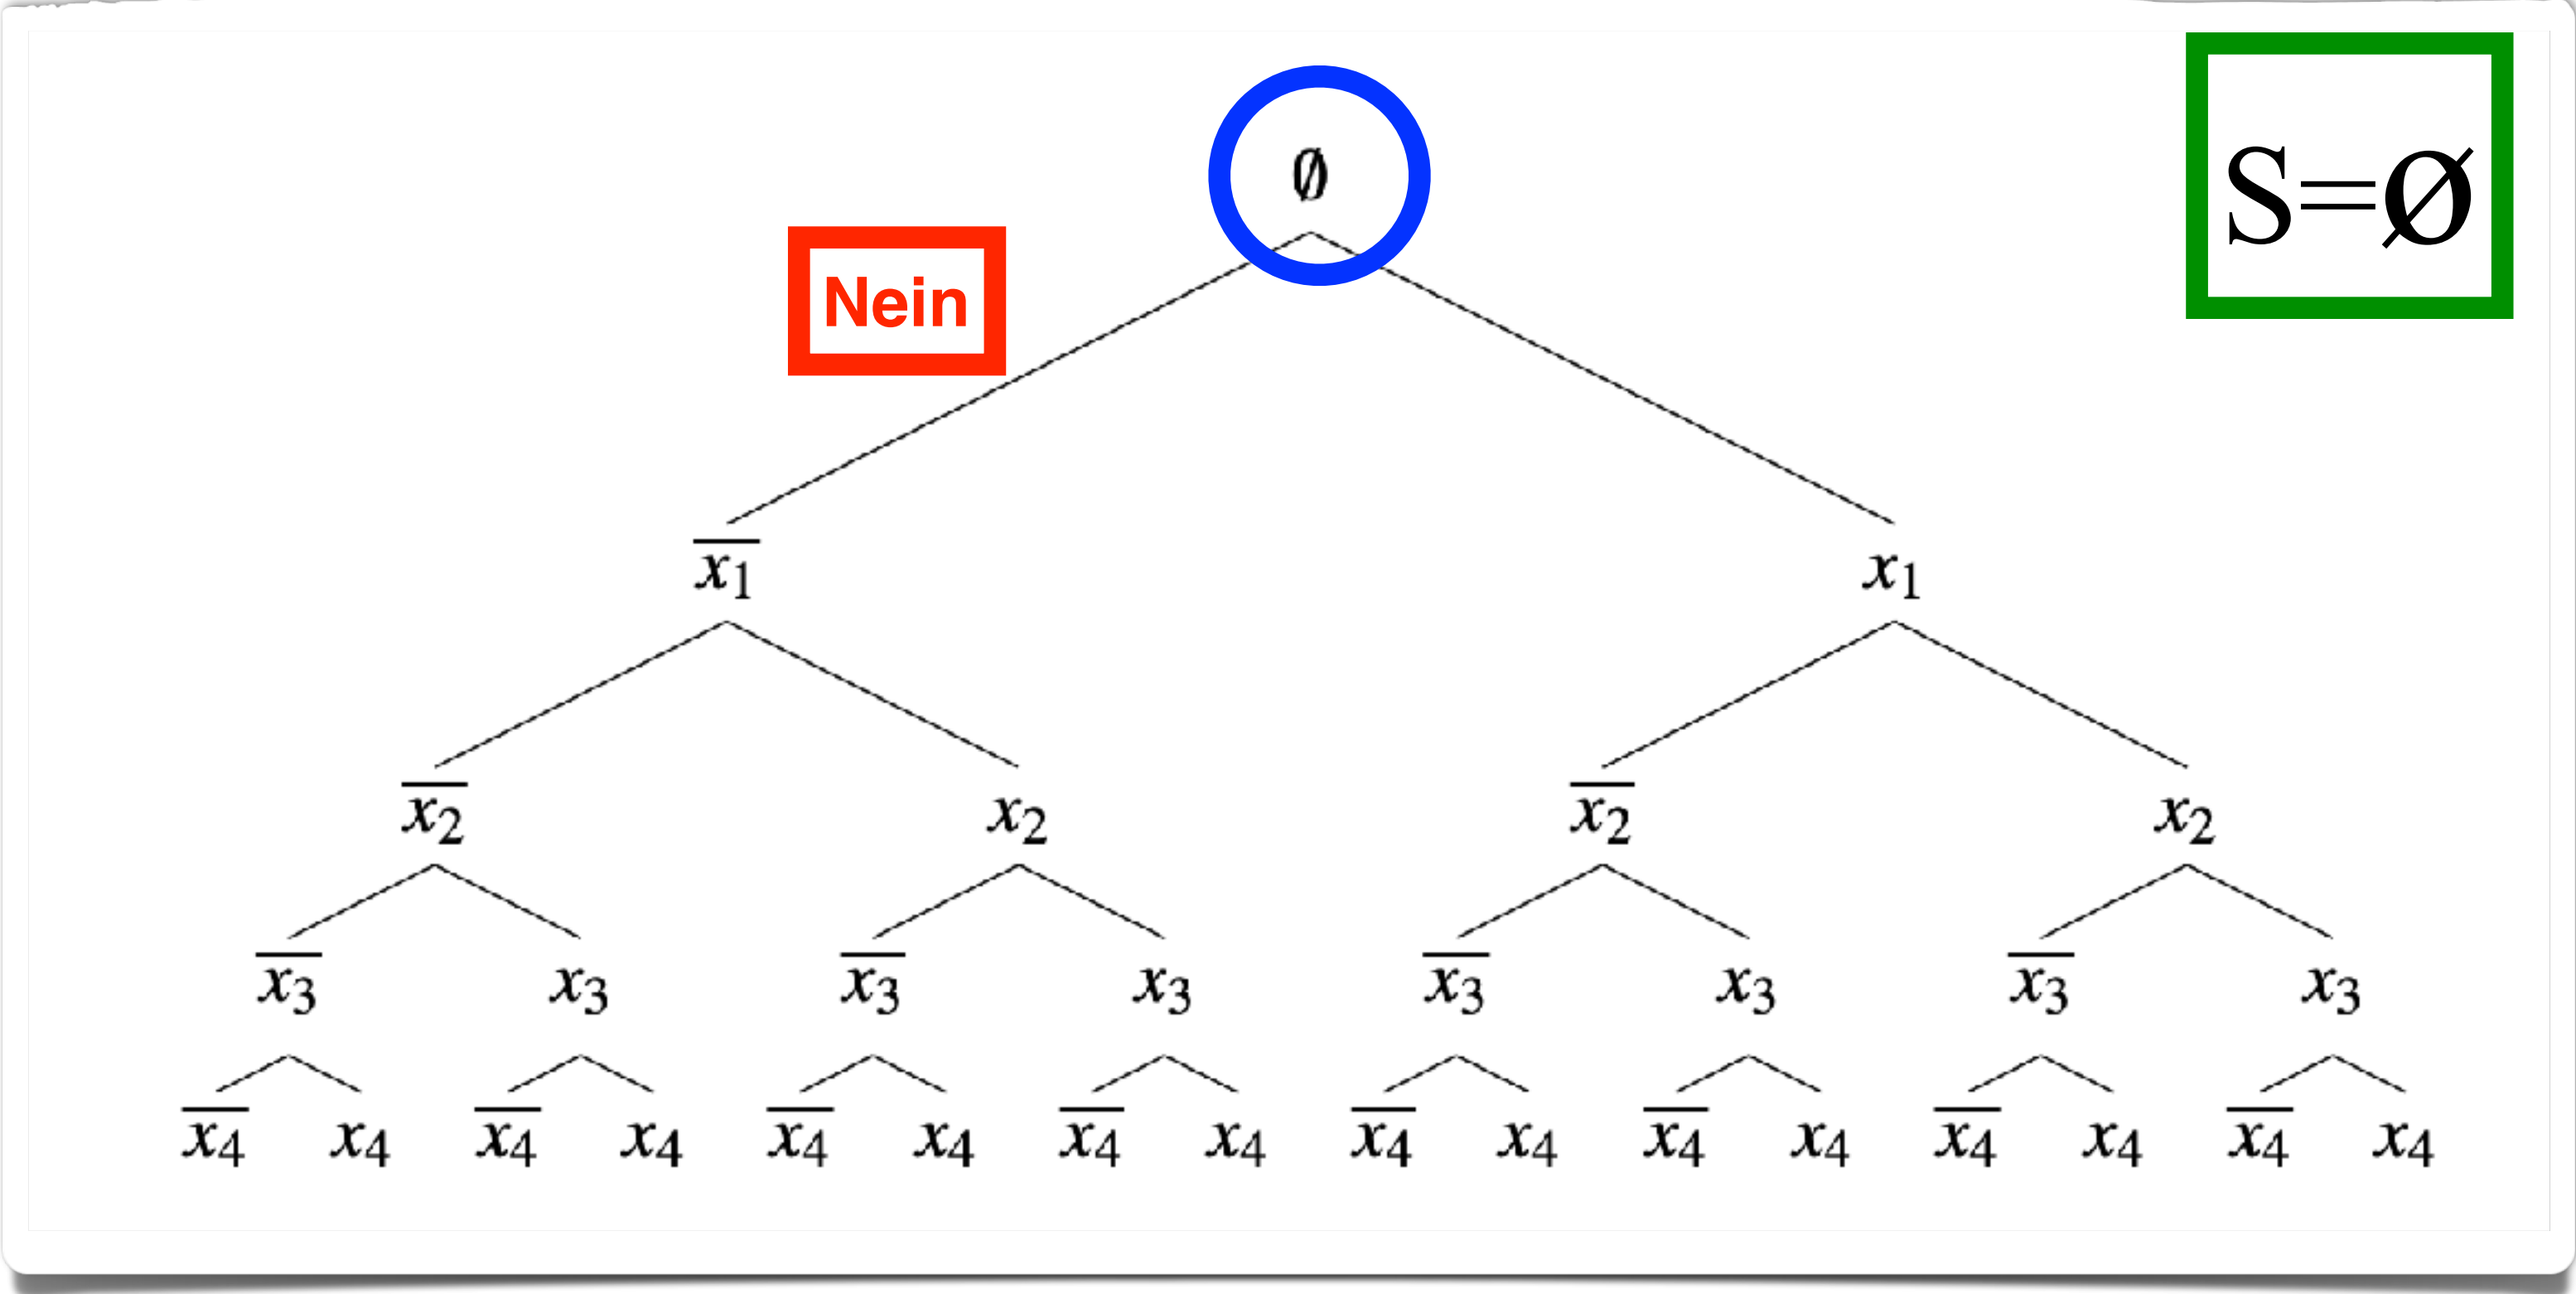 ∅
S=Ø
Nein
x̅₁ x₁
x̅₂ x₂ x̅₂ x₂
x̅₃ x₃ x̅₃ x₃ x̅₃ x₃ x̅₃ x₃
x̅₄ x₄ x̅₄ x₄ x̅₄ x₄ x̅₄ x₄ x̅₄ x₄ x̅₄ x₄ x̅₄ x₄ x̅₄ x₄